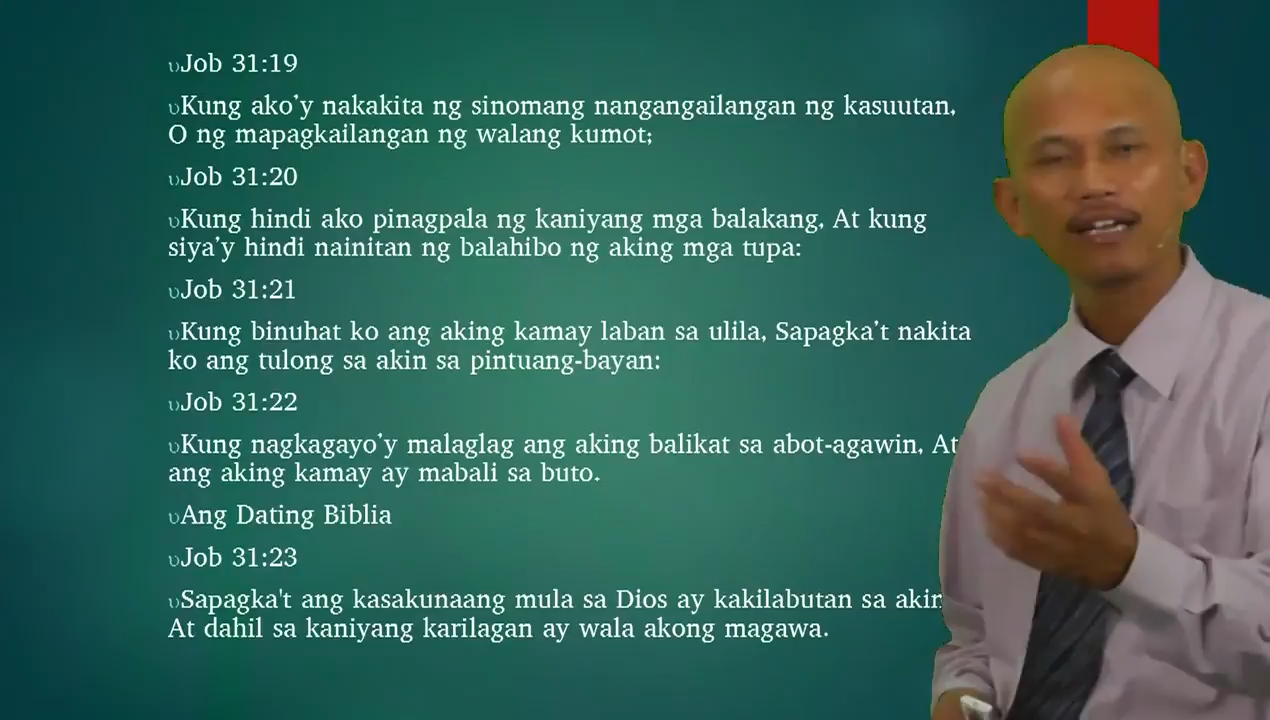 Job 31:19
Kung ako'y nakakita ng sinomang nangangailangan ng kasuutan,
O ng mapagkailangan ng walang kumot;
Job 31:20
Kung hindi ako pinagpala ng kaniyang mga balakang, At kung
siya'y hindi nainitan ng balahibo ng aking mga tupa:
Job 31:21
Kung binuhat ko ang aking kamay laban sa ulila, Sapagka't nakita
ko ang tulong sa akin sa pintuang-bayan:
Job 31:22
Kung nagkagayo'y malaglag ang aking balikat sa abot-agawin, At
ang aking kamay ay mabali sa buto.
Ang Dating Biblia
Job 31:23
Sapagka't ang kasakunaang mula sa Dios ay kakilabutan sa akin
At dahil sa kaniyang karilagan ay wala akong magawa.